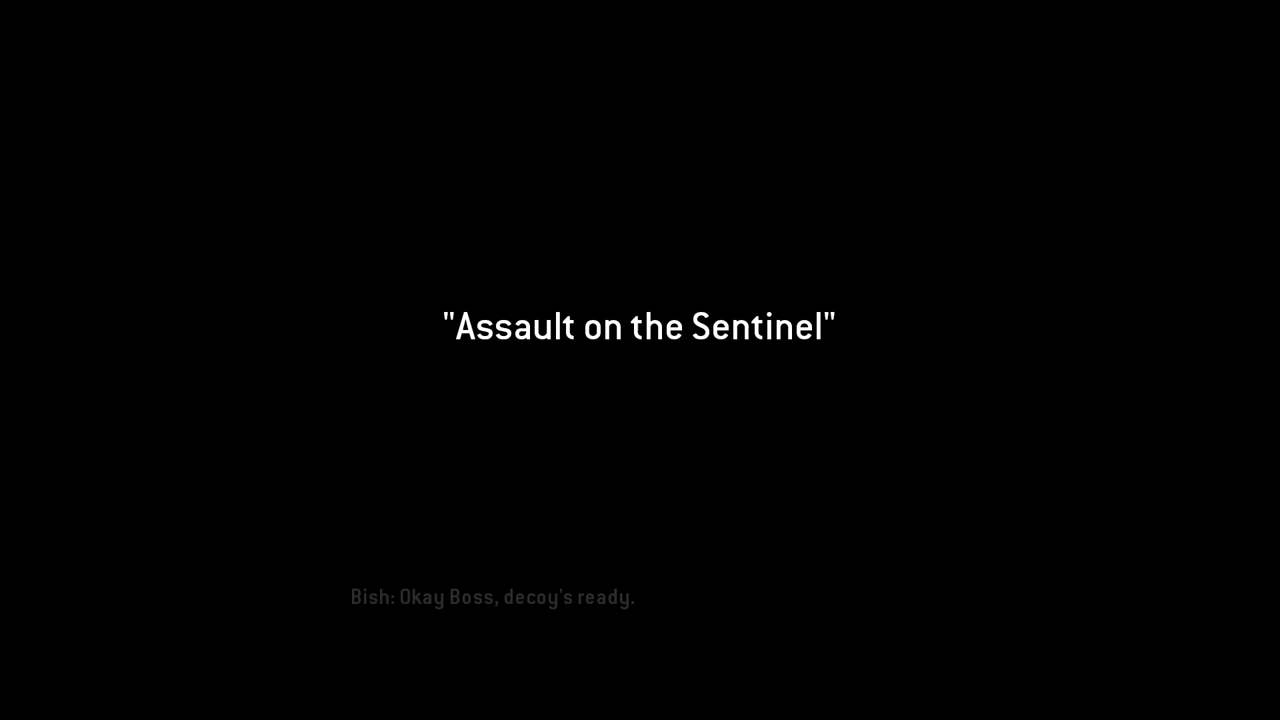 "Assault on the Sentinel"
Bish: Okay Boss, decoy's ready.